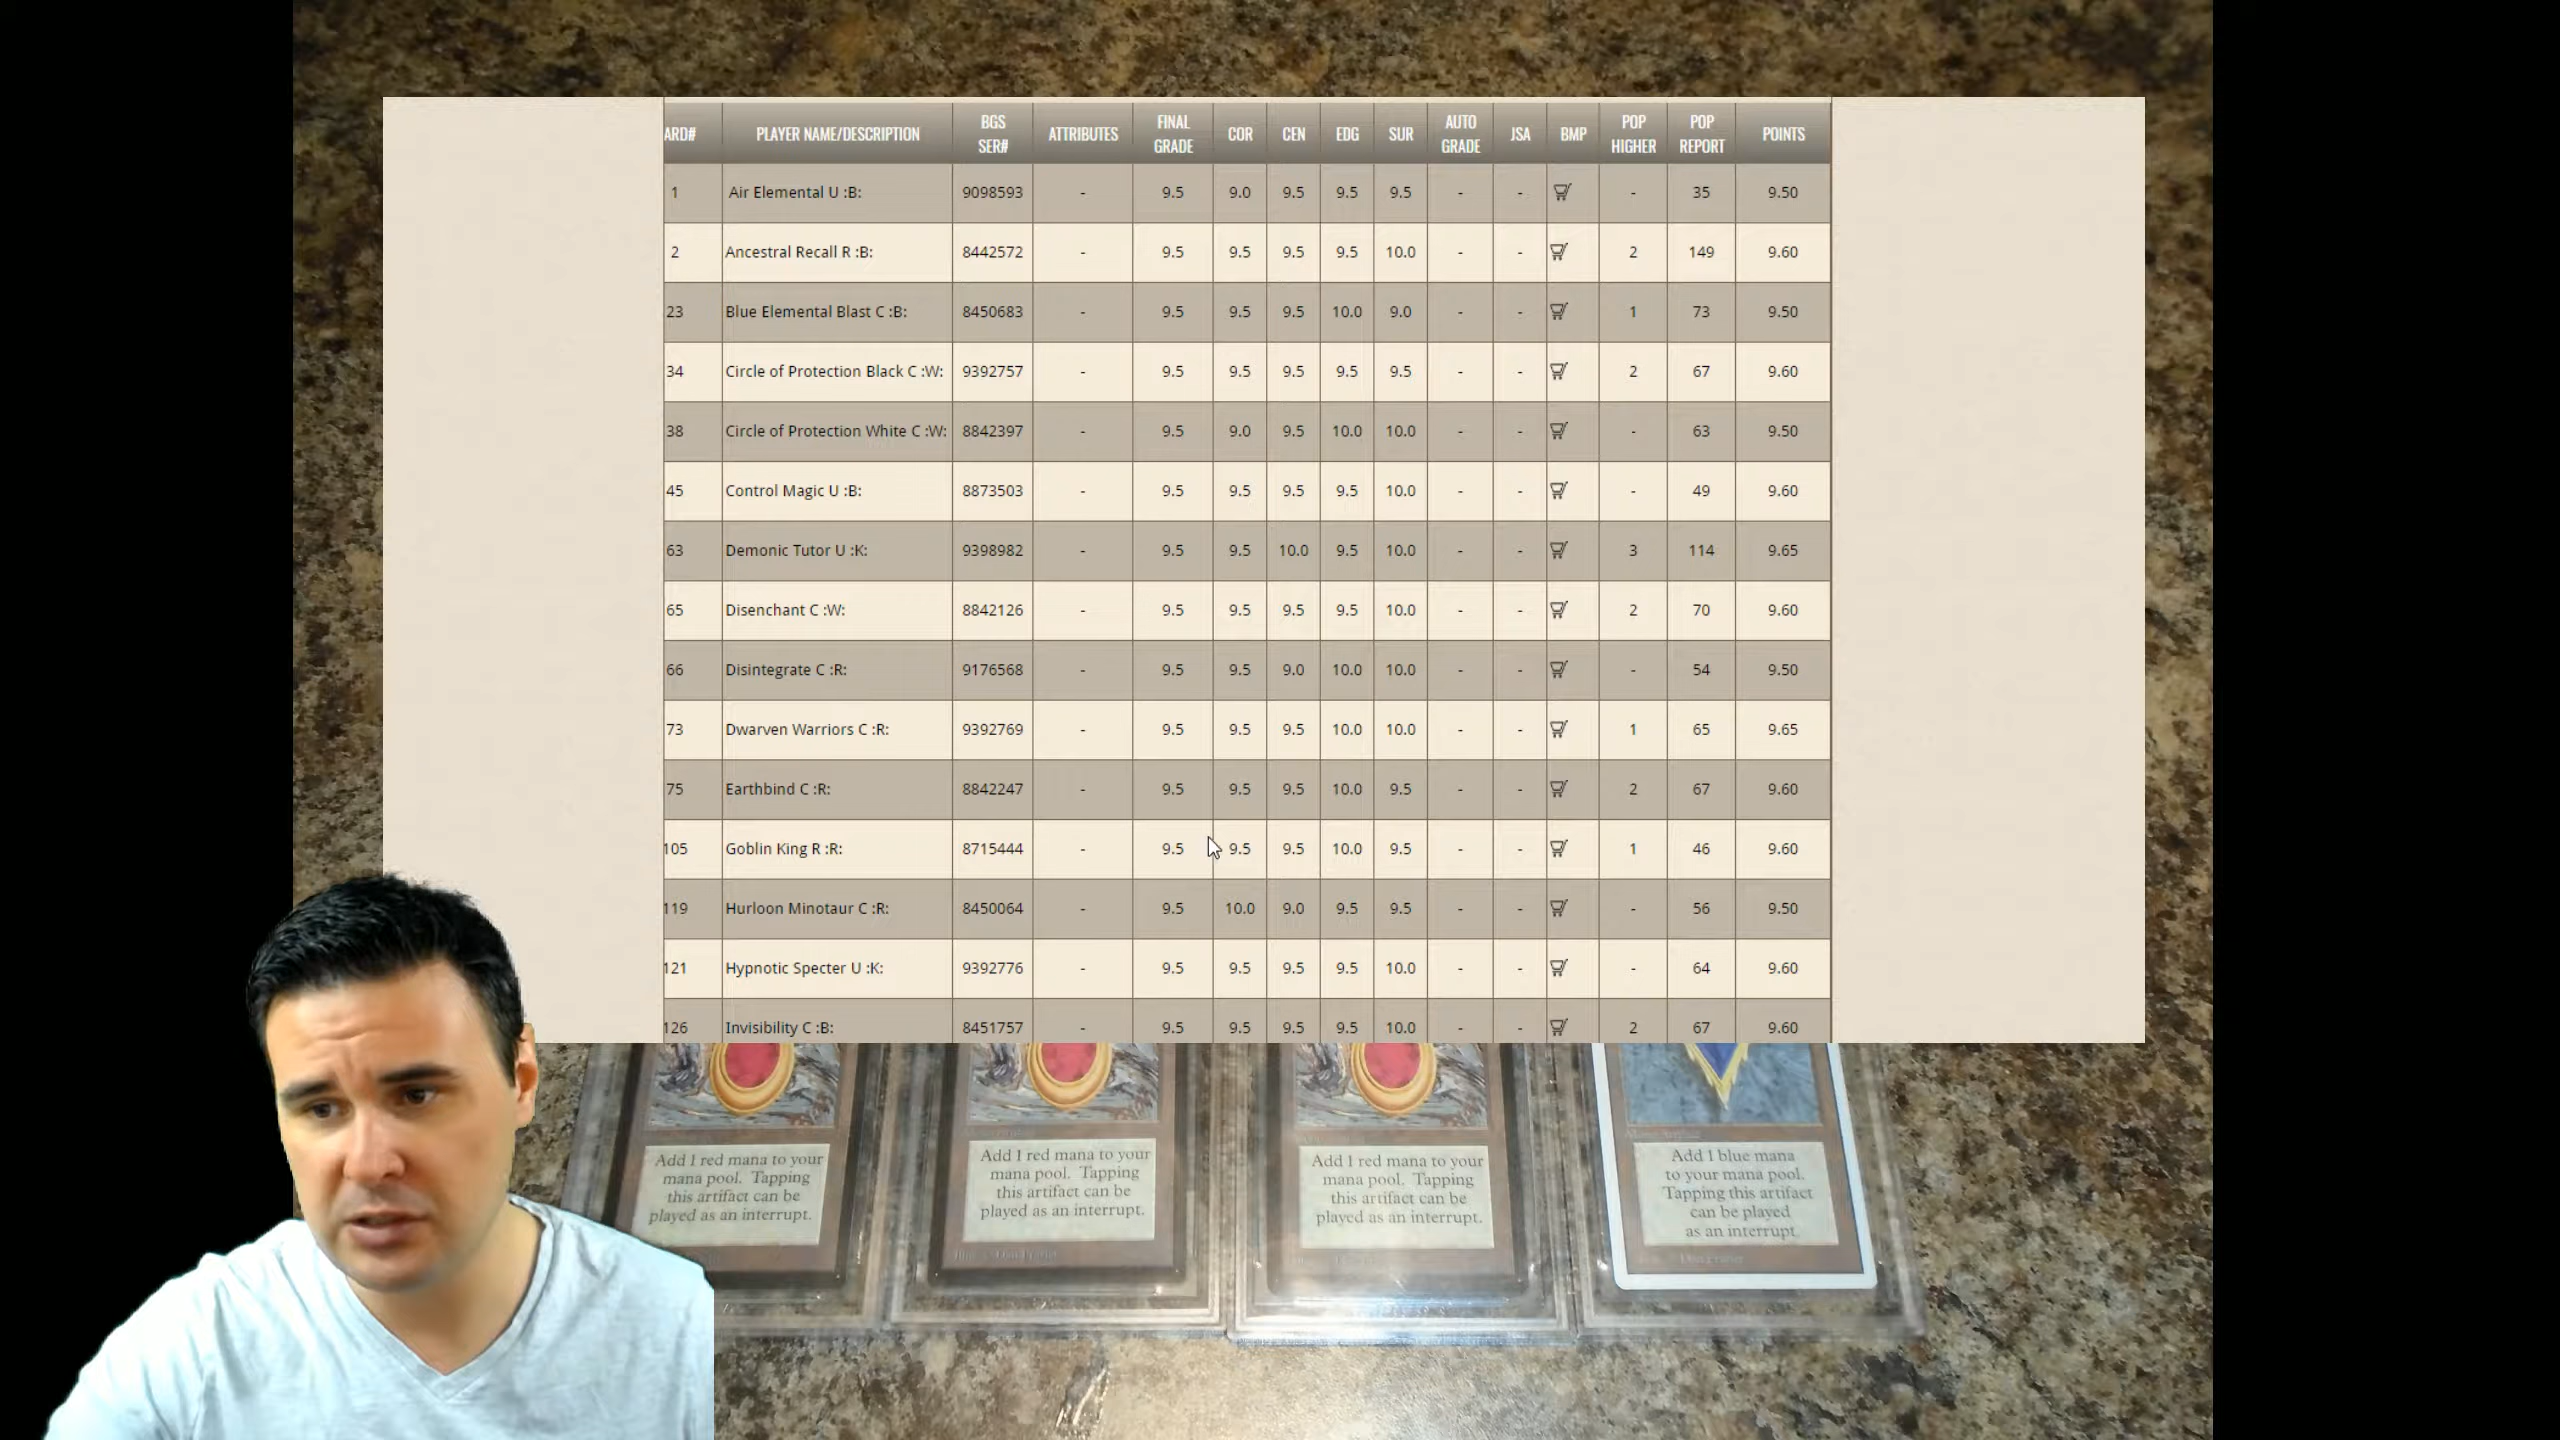 ARD# PLAYER NAME/DESCRIPTION BGS SER# ATTRIBUTES FINAL GRADE COR CEN EDG SUR AUTO GRADE JSA BMP POP HIGHER POP REPORT POINTS
1 Air Elemental U :B: 9098593 - 9.5 9.0 9.5 9.5 9.5 - - - 35 9.50
2 Ancestral Recall R :B: 8442572 - 9.5 9.5 9.5 9.5 10.0 - - 2 149 9.60
23 Blue Elemental Blast C :B: 8450683 - 9.5 9.5 9.5 10.0 9.0 - - 1 73 9.50
34 Circle of Protection Black C :W: 9392757 - 9.5 9.5 9.5 9.5 9.5 - - 2 67 9.60
38 Circle of Protection White C :W: 8842397 - 9.5 9.0 9.5 10.0 10.0 - - - 63 9.50
45 Control Magic U :B: 8873503 - 9.5 9.5 9.5 9.5 10.0 - - - 49 9.60
63 Demonic Tutor U :K: 9398982 - 9.5 9.5 10.0 9.5 10.0 - - 3 114 9.65
65 Disenchant C :W: 8842126 - 9.5 9.5 9.5 9.5 10.0 - - 2 70 9.60
66 Disintegrate C :R: 9176568 - 9.5 9.5 9.0 10.0 10.0 - - - 54 9.50
73 Dwarven Warriors C :R: 9392769 - 9.5 9.5 9.5 10.0 10.0 - - 1 65 9.65
75 Earthbind C :R: 8842247 - 9.5 9.5 9.5 10.0 9.5 - - 2 67 9.60
105 Goblin King R :R: 8715444 - 9.5 9.5 9.5 10.0 9.5 - - 1 46 9.60
119 Hurloon Minotaur C :R: 8450064 - 9.5 10.0 9.0 9.5 9.5 - - - 56 9.50
121 Hypnotic Specter U :K: 9392776 - 9.5 9.5 9.5 9.5 10.0 - - - 64 9.60
126 Invisibility C :B: 8451757 - 9.5 9.5 9.5 9.5 10.0 - - 2 67 9.60
Add 1 red mana to your
mana pool. Tapping
this artifact can be
played as an interrupt.
Add 1 red mana to your
mana pool. Tapping
this artifact can be
played as an interrupt.
Add 1 red mana to your
mana pool. Tapping
this artifact can be
played as an interrupt.
Add 1 blue mana
to your mana pool.
Tapping this artifact
can be played
as an interrupt.